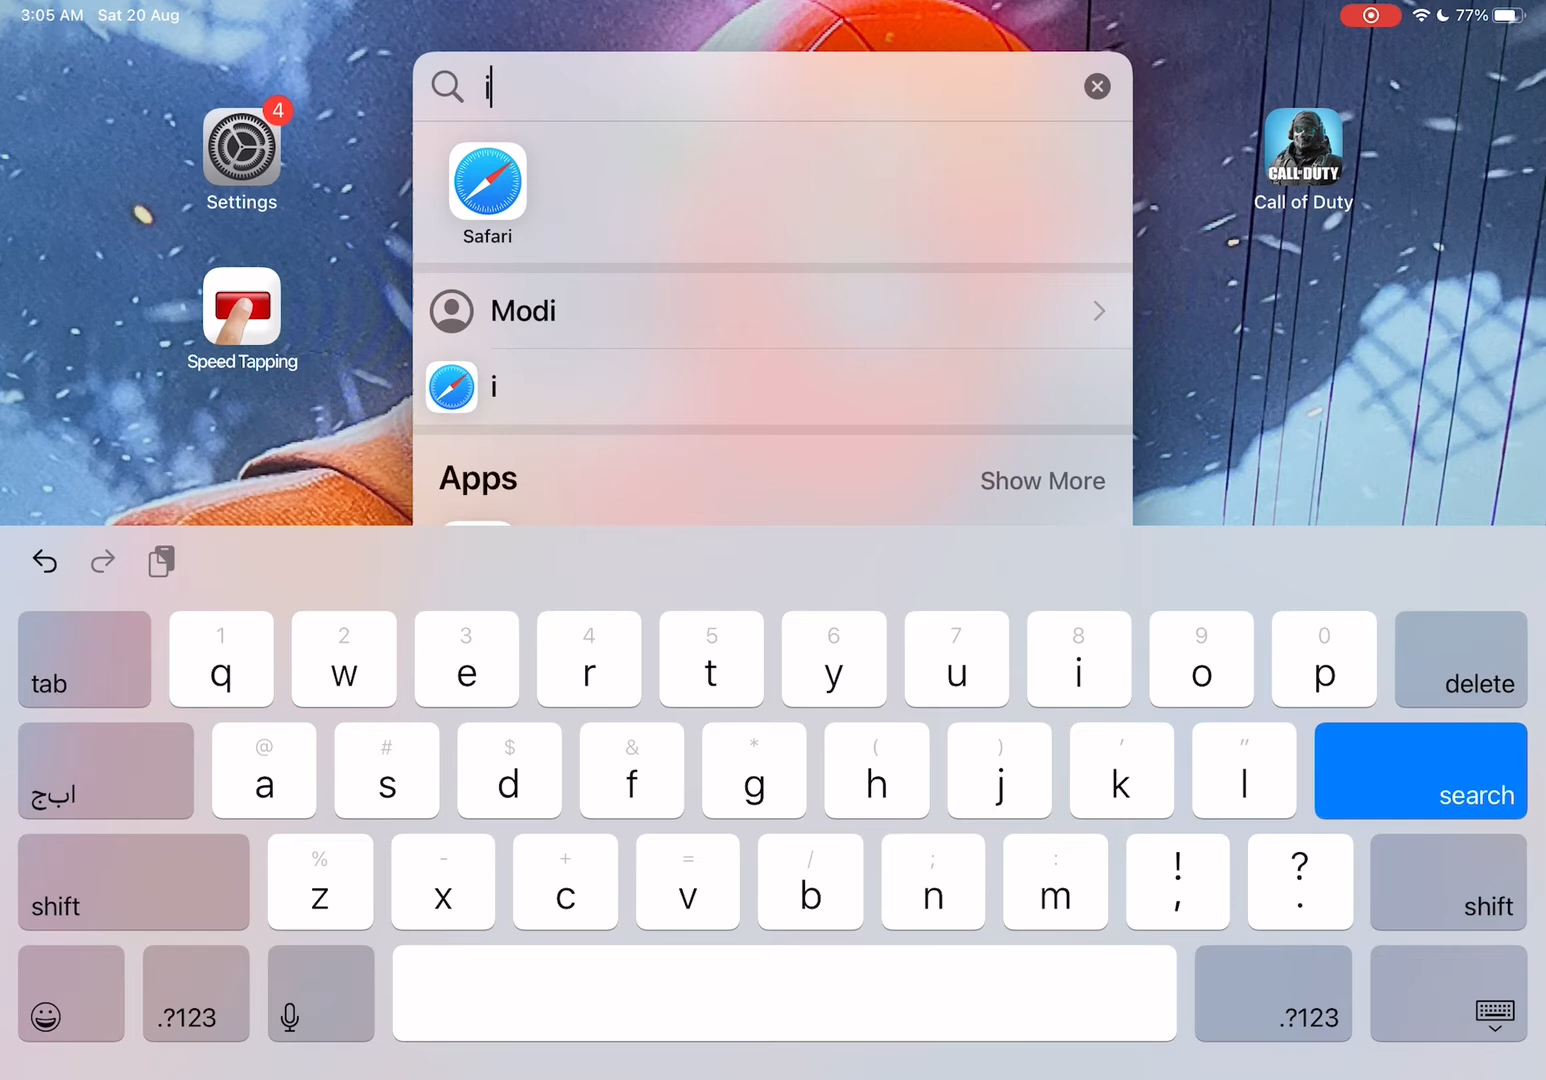 3:05 AM Sat 20 Aug
77%
i
4
Settings
Safari
CALL OF DUTY
Call of Duty
Modi
Speed Tapping
i
Apps
Show More
tab
1 2 3 4 5 6 7 8 9 0
q w e r t y u i o p
delete
@ # $ & * ( ) ' "
ابج
a s d f g h j k l
search
% - + = / ; : ! ?
shift
z x c v b n m , .
shift
.?123
.?123